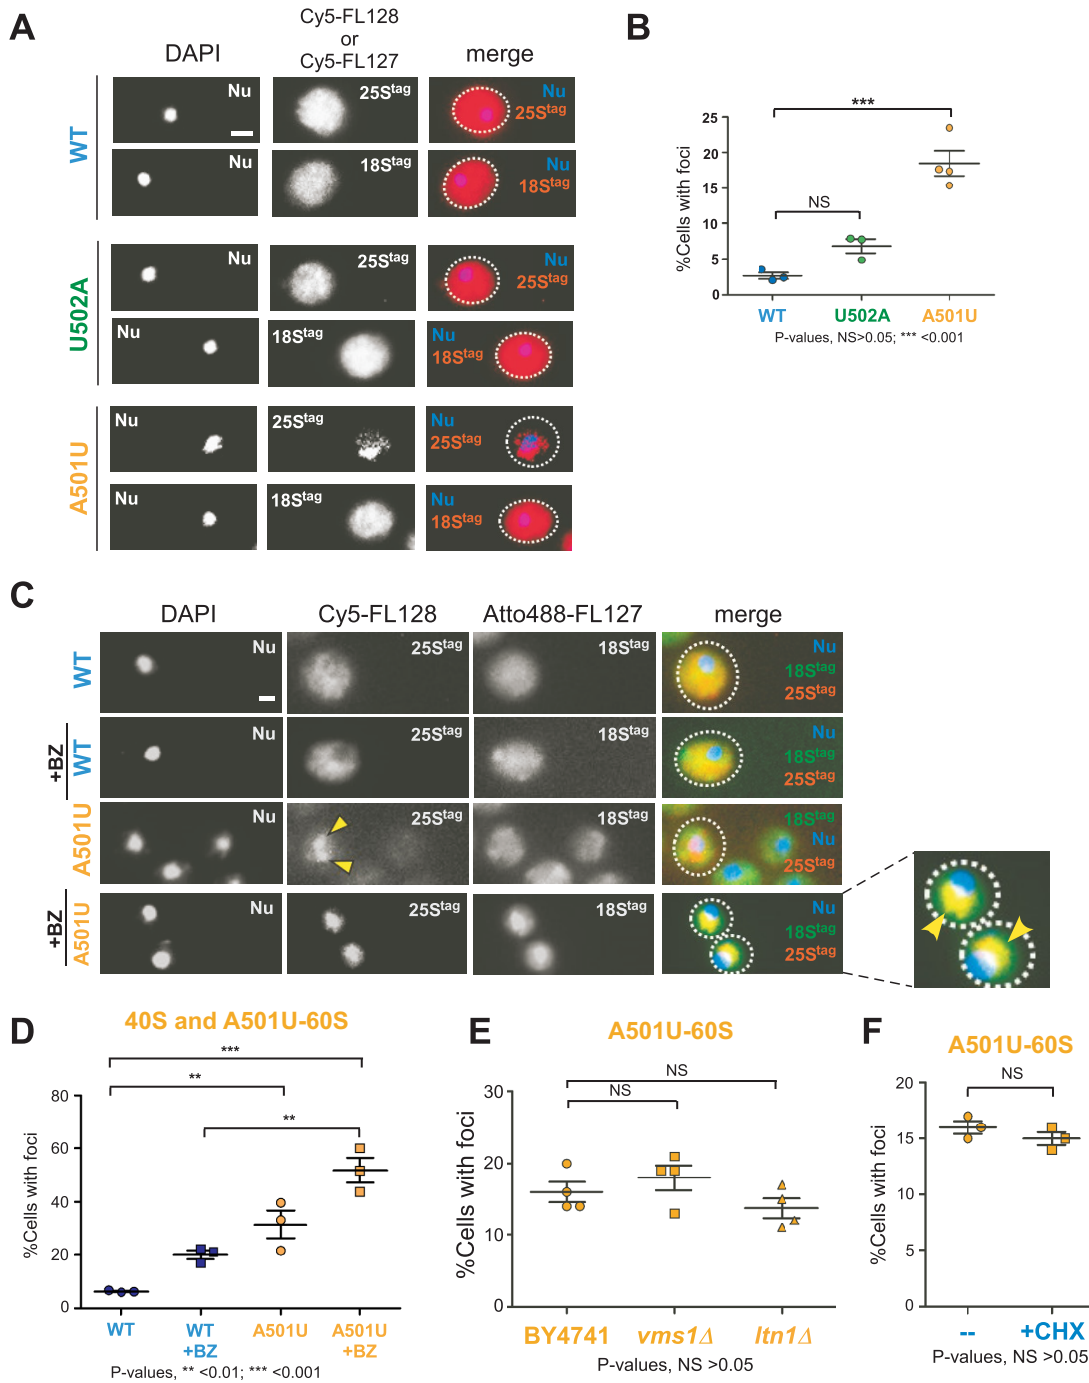 A
DAPI
Cy5-FL128
or
Cy5-FL127
merge
WT
Nu
25Stag
Nu
25Stag
Nu
18Stag
Nu
18Stag
U502A
Nu
25Stag
Nu
25Stag
Nu
18Stag
Nu
18Stag
A501U
Nu
25Stag
Nu
25Stag
Nu
18Stag
Nu
18Stag
B
%Cells with foci
25
20
15
10
5
0
***
NS
WT
U502A
A501U
P-values, NS>0.05; *** <0.001
C
DAPI
Cy5-FL128
Atto488-FL127
merge
WT
Nu
25Stag
18Stag
Nu
18Stag
25Stag
+BZ
WT
Nu
25Stag
18Stag
Nu
18Stag
25Stag
A501U
Nu
25Stag
18Stag
18Stag
Nu
25Stag
+BZ
A501U
Nu
25Stag
18Stag
Nu
18Stag
25Stag
D
40S and A501U-60S
%Cells with foci
80
60
40
20
0
***
**
**
WT
WT
+BZ
A501U
A501U
+BZ
P-values, ** <0.01; *** <0.001
E
A501U-60S
%Cells with foci
30
20
10
0
NS
NS
BY4741
vms1Δ
ltn1Δ
P-values, NS >0.05
F
A501U-60S
%Cells with foci
20
15
10
5
0
NS
--
+CHX
P-values, NS >0.05